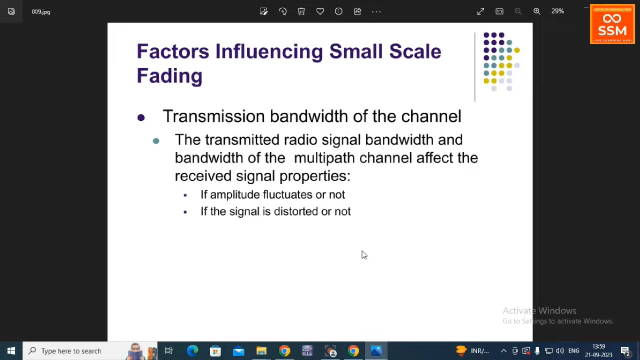 009.jpg
29%
SSM
Factors Influencing Small Scale
Fading
Transmission bandwidth of the channel
The transmitted radio signal bandwidth and
bandwidth of the multipath channel affect the
received signal properties:
If amplitude fluctuates or not
If the signal is distorted or not
Activate Windows
Go to Settings to activate Windows.
Type here to search
INR/...
ENG
13:59
21-09-2023